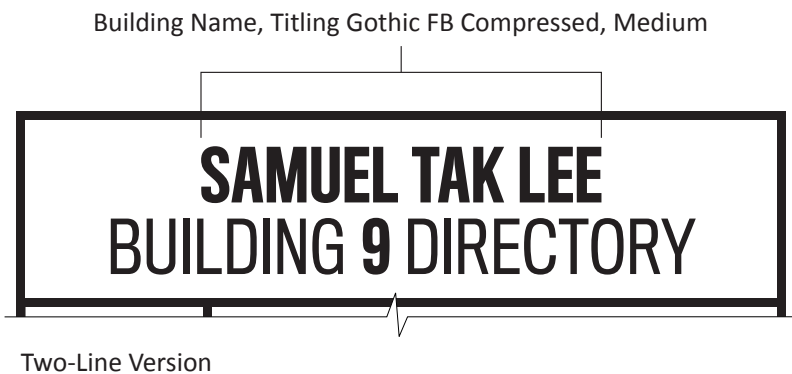 Building Name, Titling Gothic FB Compressed, Medium
SAMUEL TAK LEE
BUILDING 9 DIRECTORY
Two-Line Version